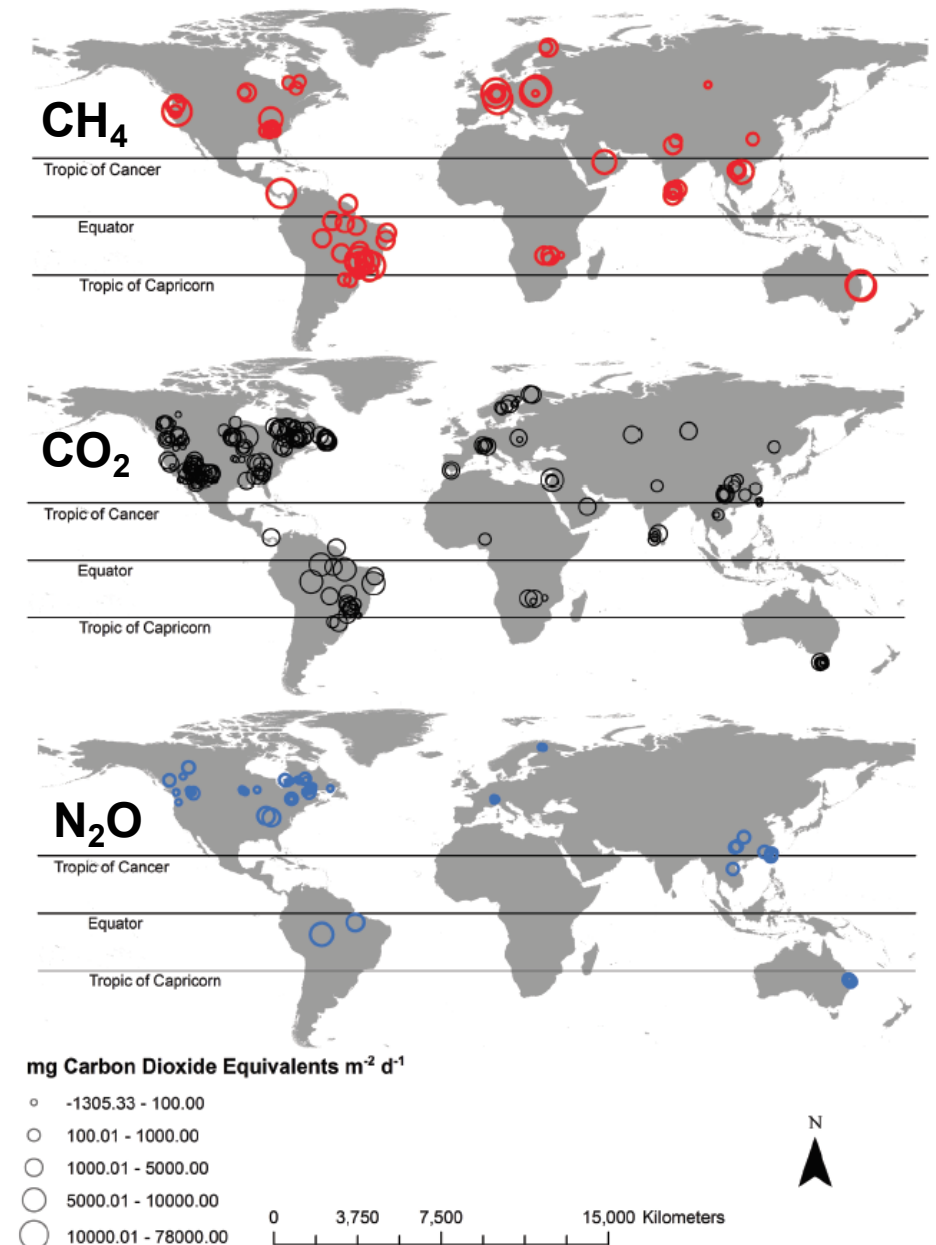 CH₄
Tropic of Cancer
Equator
Tropic of Capricorn
CO₂
Tropic of Cancer
Equator
Tropic of Capricorn
N₂O
Tropic of Cancer
Equator
Tropic of Capricorn
mg Carbon Dioxide Equivalents m⁻² d⁻¹
-1305.33 - 100.00
100.01 - 1000.00
1000.01 - 5000.00
5000.01 - 10000.00
10000.01 - 78000.00
N
0 3,750 7,500 15,000 Kilometers